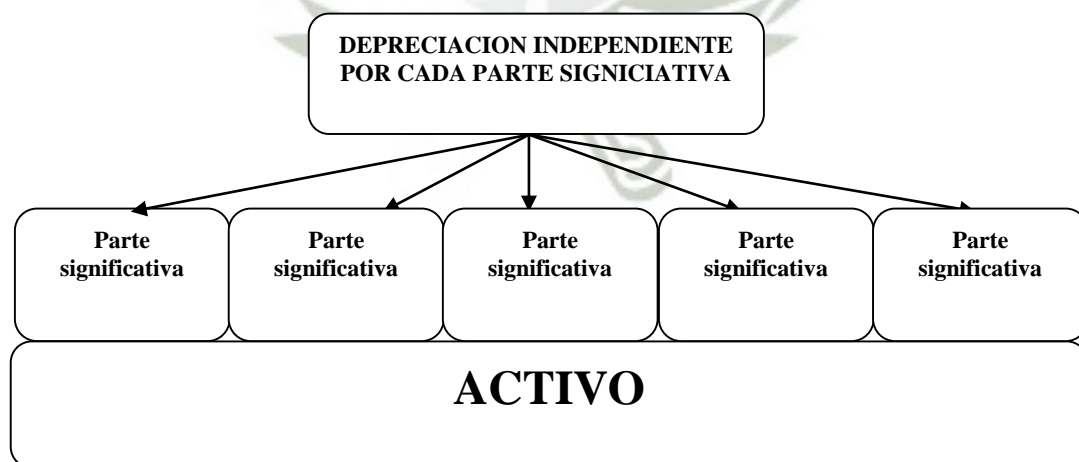 DEPRECIACION INDEPENDIENTE
POR CADA PARTE SIGNICIATIVA
Parte
significativa
Parte
significativa
Parte
significativa
Parte
significativa
Parte
significativa
ACTIVO